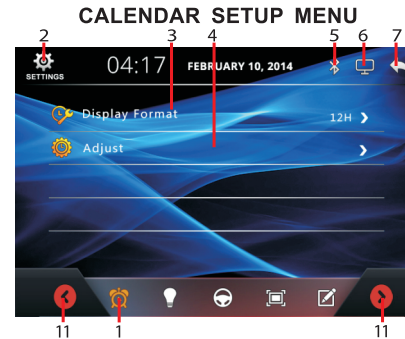 CALENDAR SETUP MENU
2 3 4 5 6 7
SETTINGS 04:17 FEBRUARY 10, 2014
Display Format 12H
Adjust
11 1 11